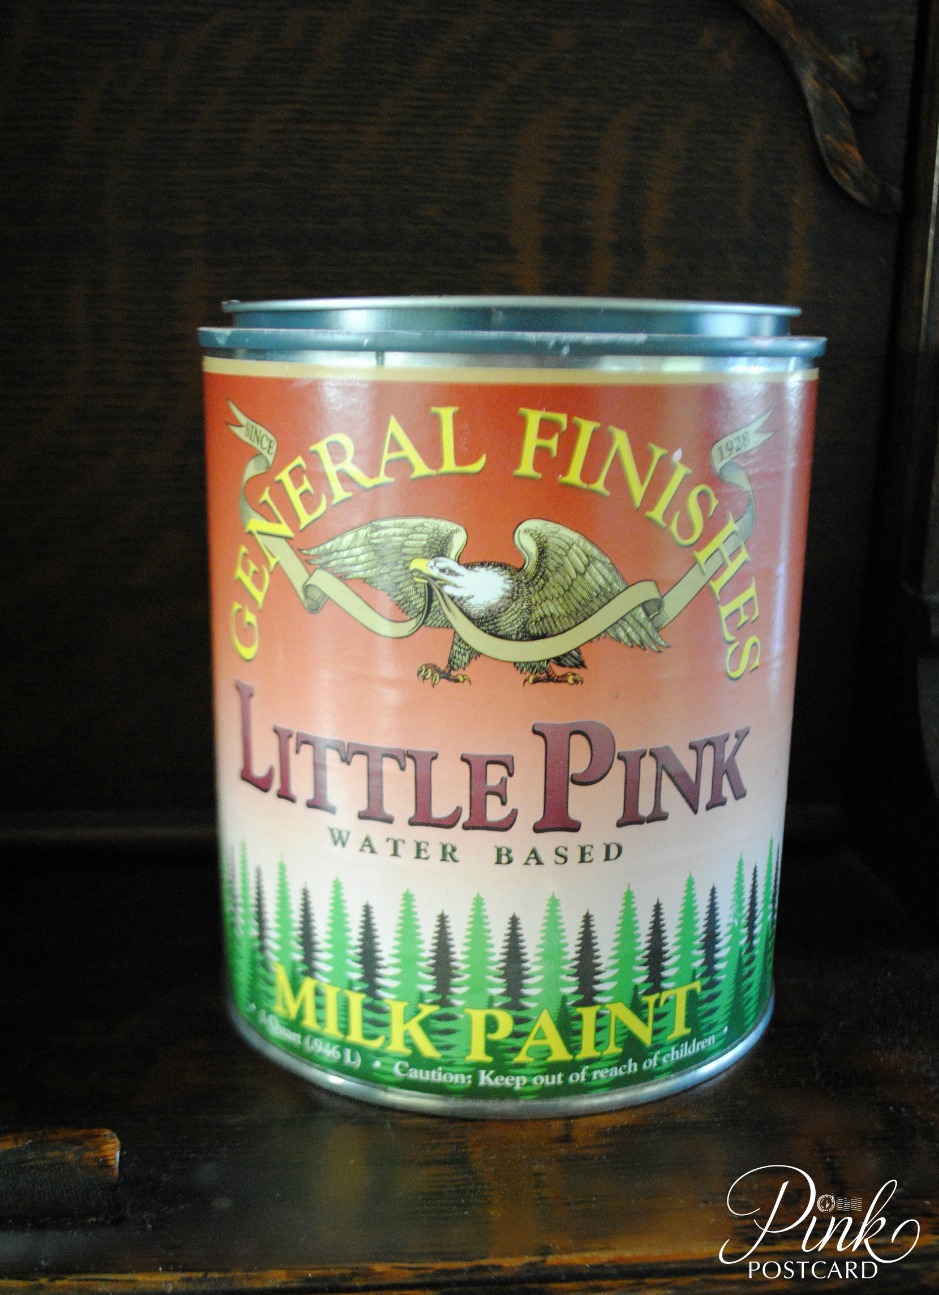 SINCE
1928
GENERAL FINISHES
LITTLE PINK
WATER BASED
MILK PAINT
1 Quart (.946 L) • Caution: Keep out of reach of children •
Pink
POSTCARD